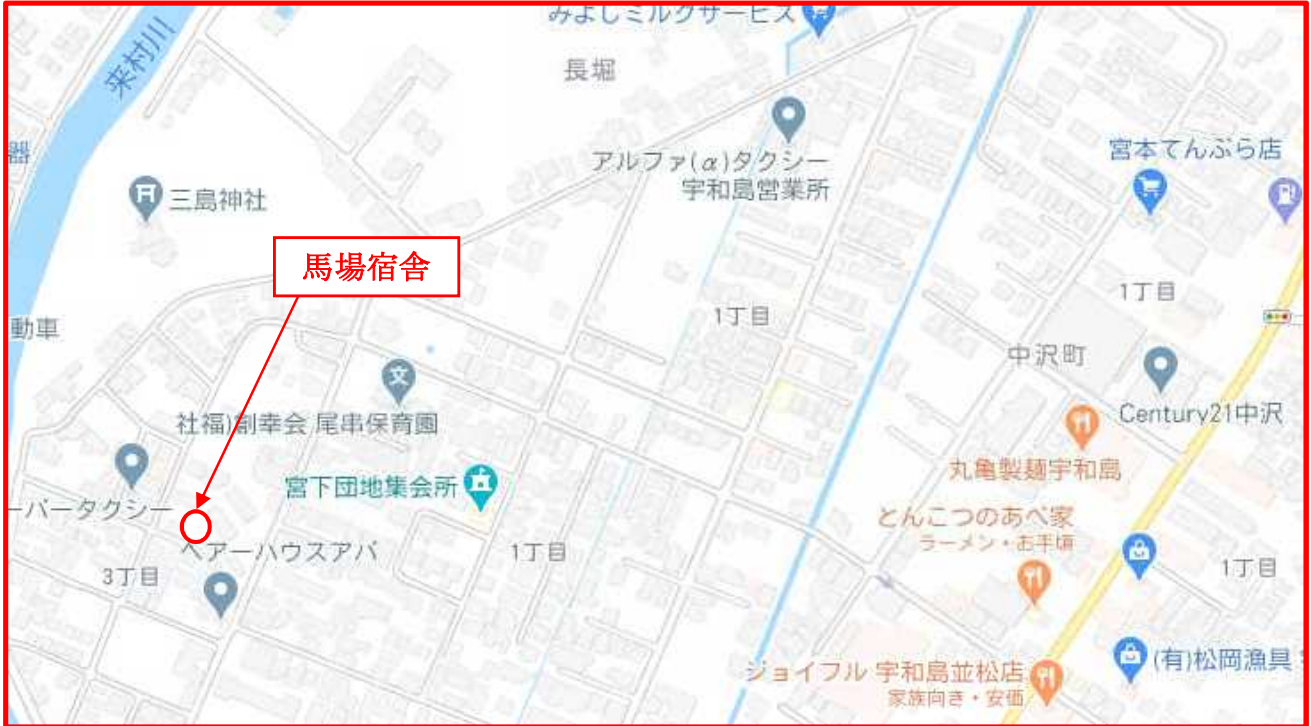 みよしミルクサービス
来村川
長堀
器
アルファ(α)タクシー
宇和島営業所
宮本てんぷら店
三島神社
馬場宿舎
1丁目
1丁目
動車
中沢町
社福)創幸会 尾串保育園
Century21中沢
丸亀製麺宇和島
宮下団地集会所
ーパータクシー
とんこつのあべ家
ラーメン・お手頃
ヘアーハウスアバ
1丁目
3丁目
1丁目
ジョイフル 宇和島並松店
家族向き・安価
(有)松岡漁具
文